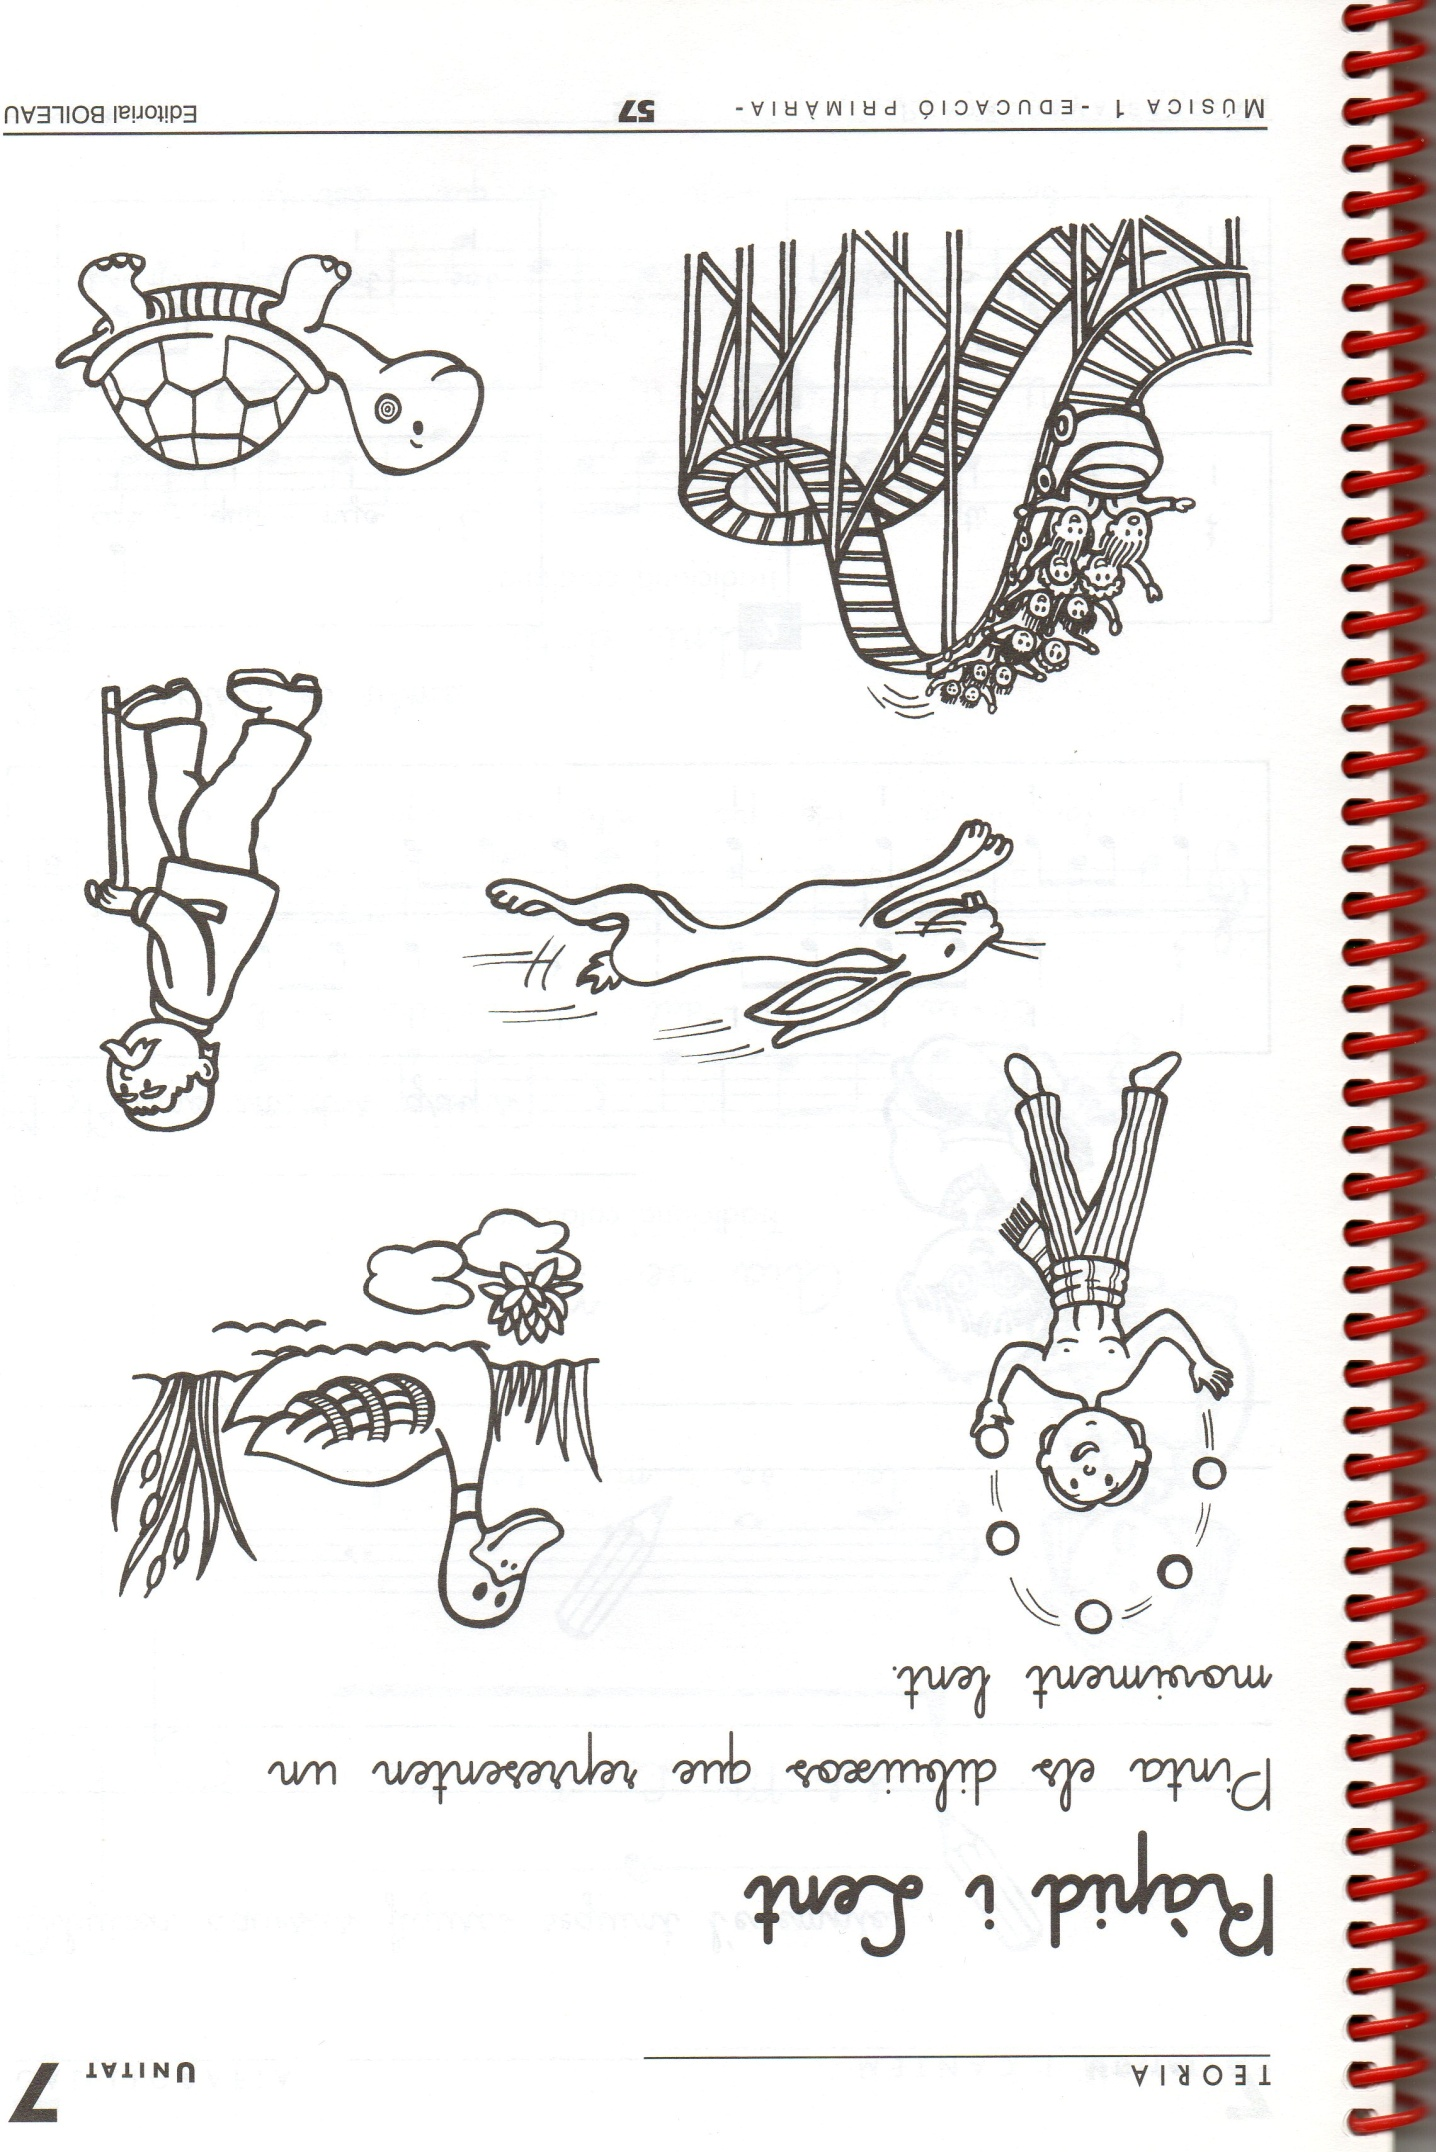 TEORIA
UNITAT 7
Ràpid i Lent
Pinta els dibuixos que representen un
moviment lent.
MÚSICA 1 -EDUCACIÓ PRIMÀRIA-
57
Editorial BOILEAU